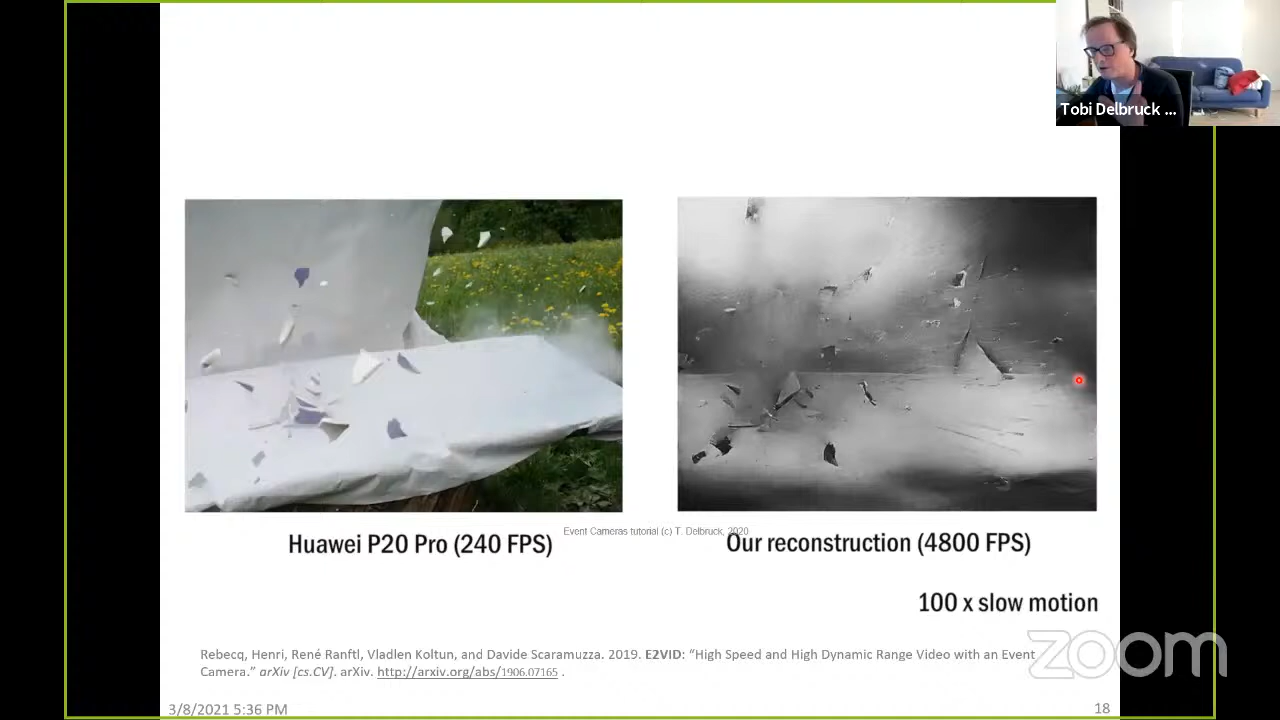 Tobi Delbruck ...
Event Cameras tutorial (c) T. Delbruck, 2020
Huawei P20 Pro (240 FPS)
Our reconstruction (4800 FPS)
100 x slow motion
Rebecq, Henri, René Ranftl, Vladlen Koltun, and Davide Scaramuzza. 2019. E2VID: “High Speed and High Dynamic Range Video with an Event
Camera.” arXiv [cs.CV]. arXiv. http://arxiv.org/abs/1906.07165 .
zoom
3/8/2021 5:36 PM
18